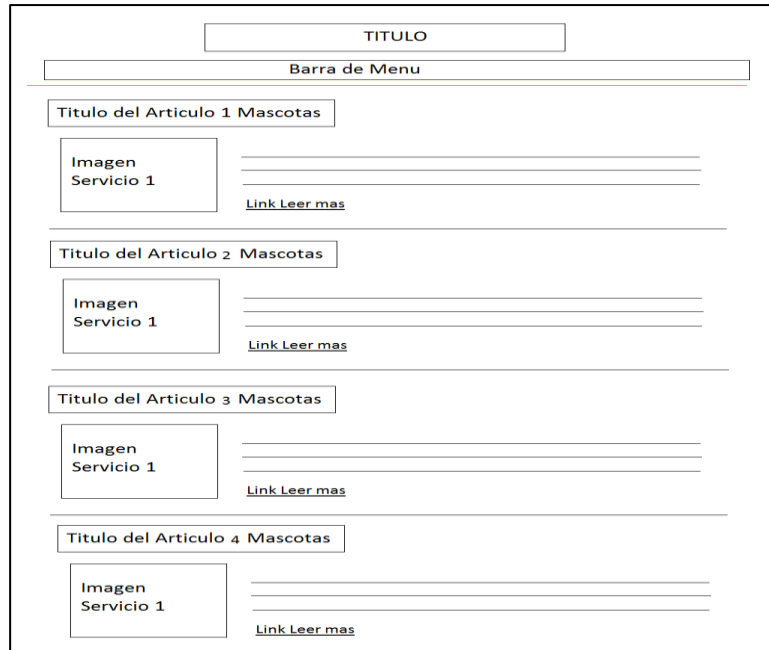 TITULO
Barra de Menu
Titulo del Articulo 1 Mascotas
Imagen
Servicio 1
Link Leer mas
Titulo del Articulo 2 Mascotas
Imagen
Servicio 1
Link Leer mas
Titulo del Articulo 3 Mascotas
Imagen
Servicio 1
Link Leer mas
Titulo del Articulo 4 Mascotas
Imagen
Servicio 1
Link Leer mas